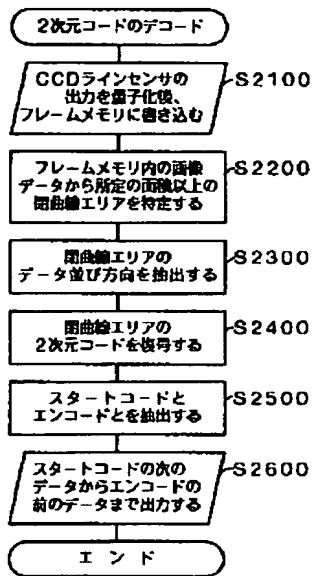 2次元コードのデコード
CCDラインセンサの
出力を量子化後、
フレームメモリに書き込む
S2100
フレームメモリ内の画像
データから所定の面積以上の
閉曲線エリアを特定する
S2200
閉曲線エリアの
データ並び方向を抽出する
S2300
閉曲線エリアの
2次元コードを復号する
S2400
スタートコードと
エンコードとを抽出する
S2500
スタートコードの次の
データからエンコードの
前のデータまで出力する
S2600
エンド